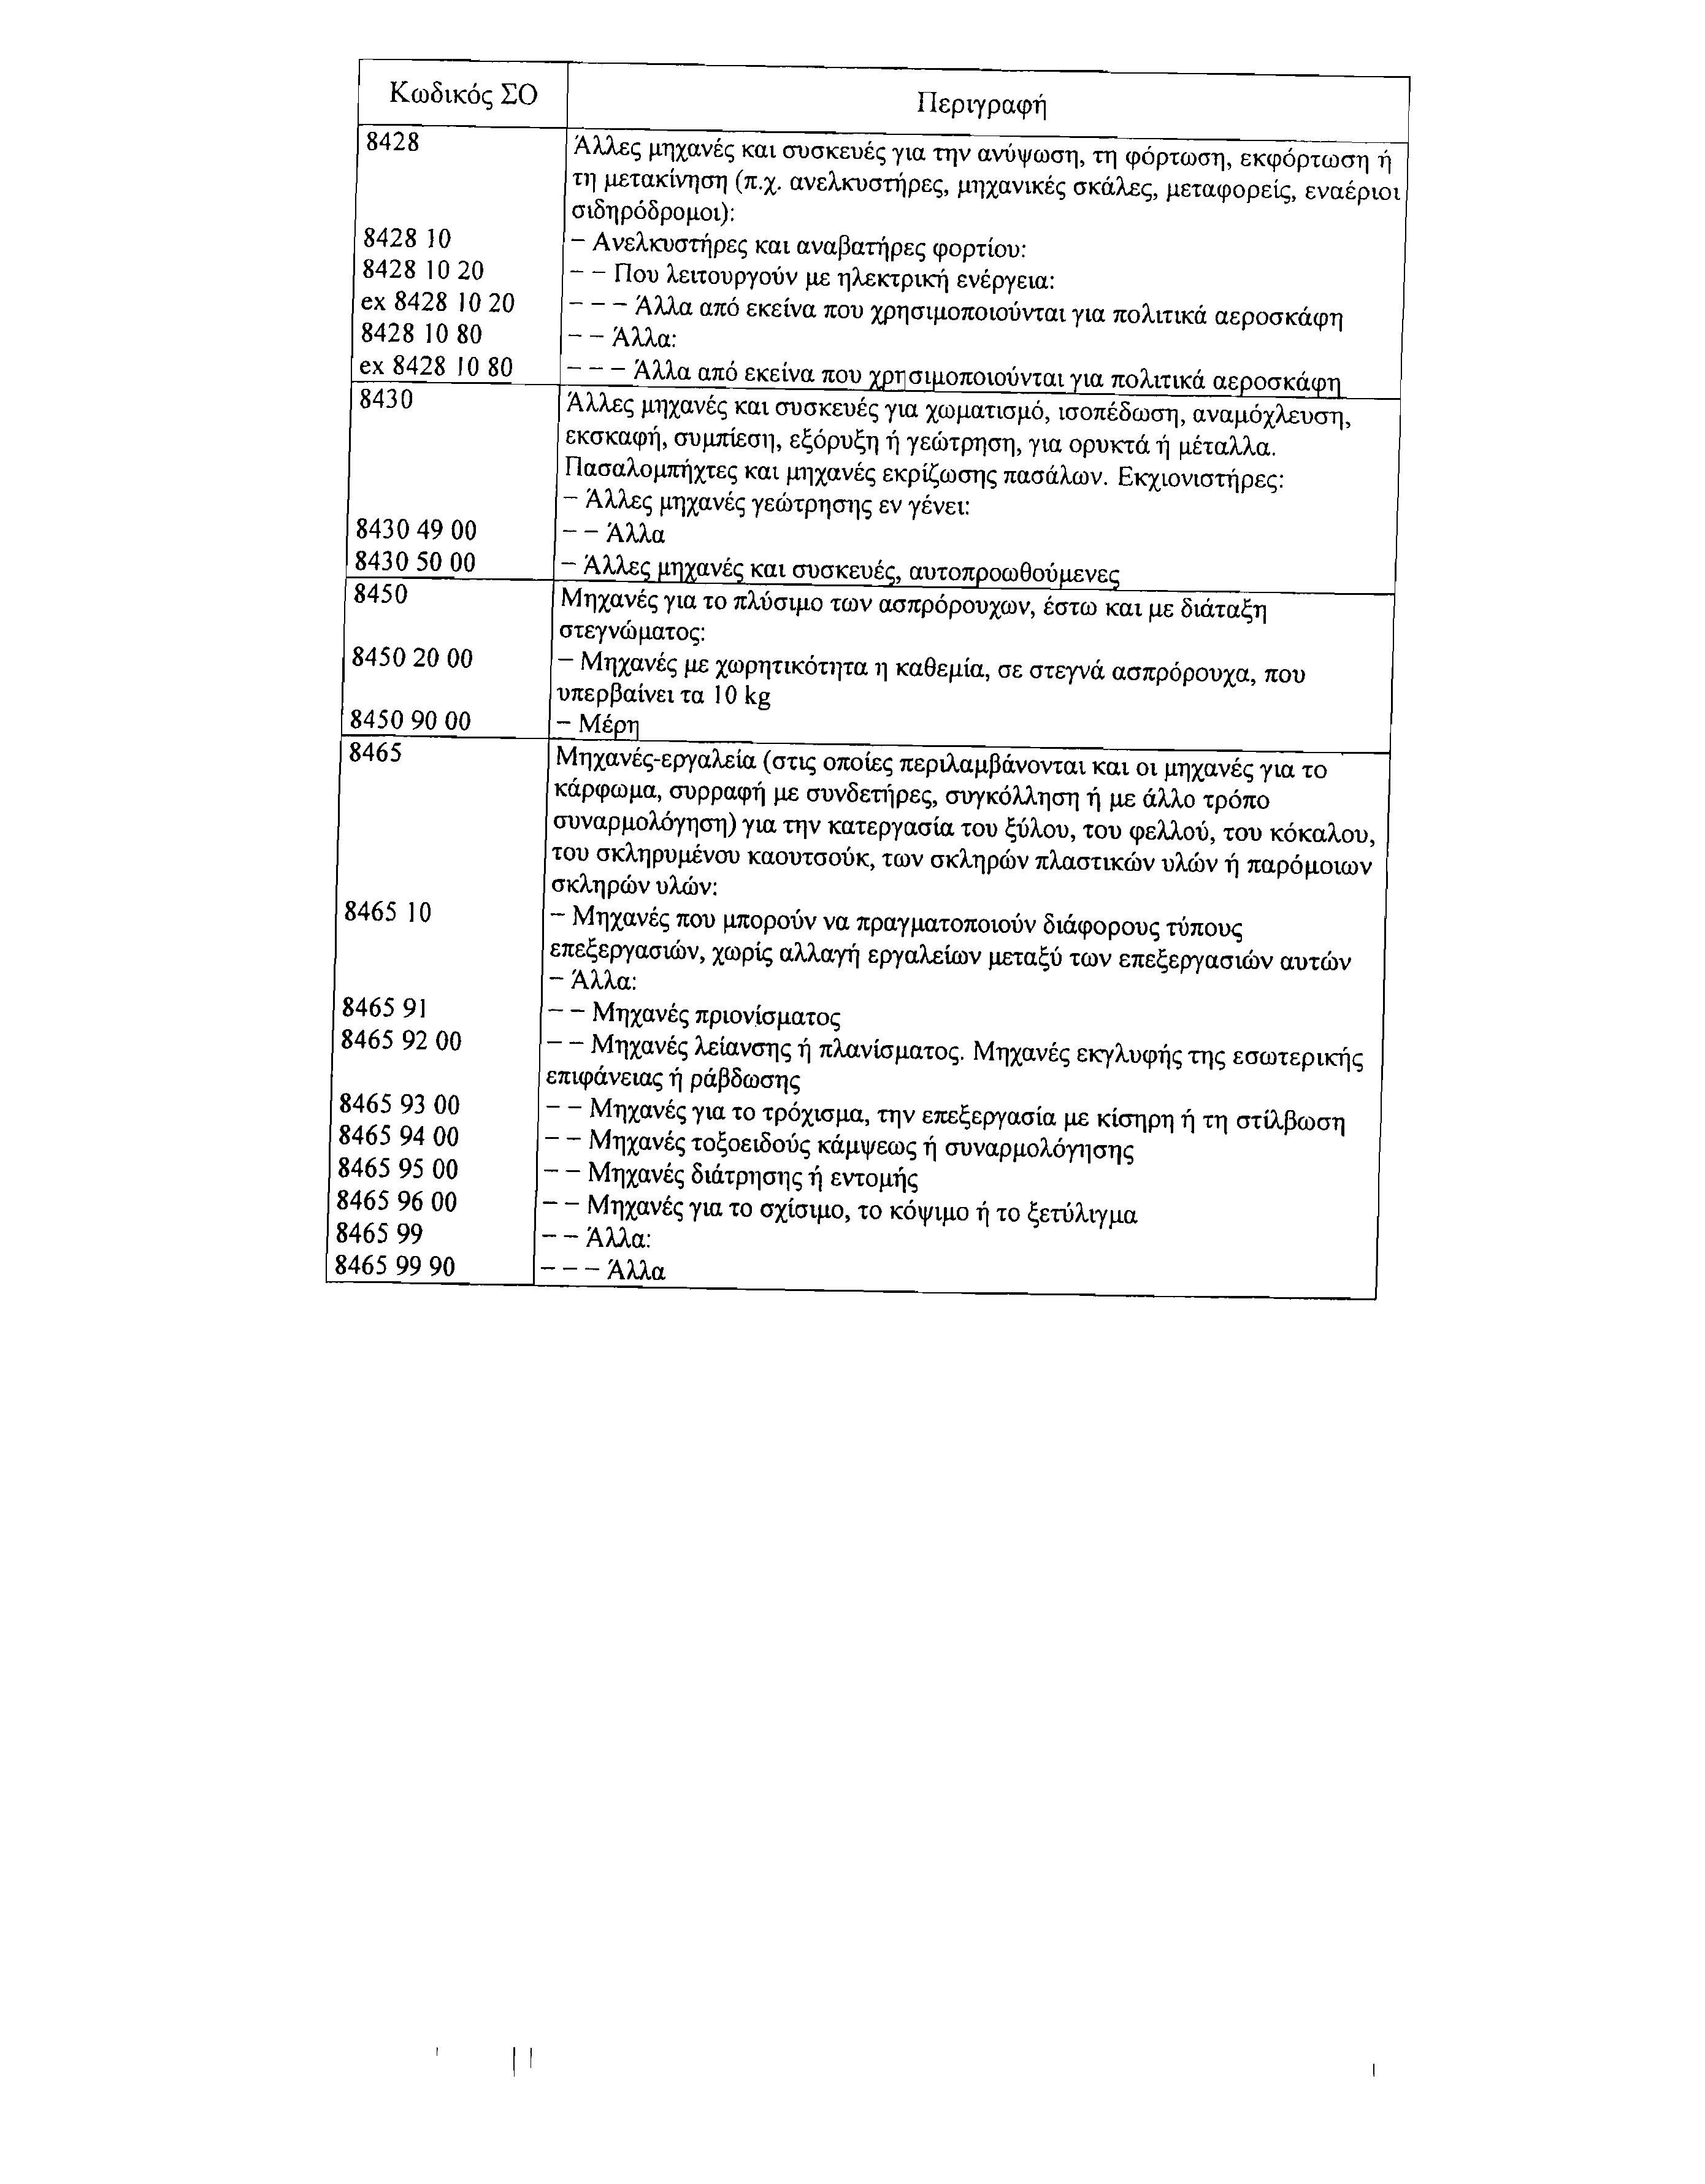 Κωδικός ΣΟ Περιγραφή
8428 Άλλες μηχανές και συσκευές για την ανύψωση, τη φόρτωση, εκφόρτωση ή
τη μετακίνηση (π.χ. ανελκυστήρες, μηχανικές σκάλες, μεταφορείς, εναέριοι
σιδηρόδρομοι):
8428 10 – Ανελκυστήρες και αναβατήρες φορτίου:
8428 10 20 – – Που λειτουργούν με ηλεκτρική ενέργεια:
ex 8428 10 20 – – – Άλλα από εκείνα που χρησιμοποιούνται για πολιτικά αεροσκάφη
8428 10 80 – – Άλλα:
ex 8428 10 80 – – – Άλλα από εκείνα που χρησιμοποιούνται για πολιτικά αεροσκάφη
8430 Άλλες μηχανές και συσκευές για χωματισμό, ισοπέδωση, αναμόχλευση,
εκσκαφή, συμπίεση, εξόρυξη ή γεώτρηση, για ορυκτά ή μέταλλα.
Πασαλομπήχτες και μηχανές εκρίζωσης πασάλων. Εκχιονιστήρες:
– Άλλες μηχανές γεώτρησης εν γένει:
8430 49 00 – – Άλλα
8430 50 00 – Άλλες μηχανές και συσκευές, αυτοπροωθούμενες
8450 Μηχανές για το πλύσιμο των ασπρόρουχων, έστω και με διάταξη
στεγνώματος:
8450 20 00 – Μηχανές με χωρητικότητα η καθεμία, σε στεγνά ασπρόρουχα, που
υπερβαίνει τα 10 kg
8450 90 00 – Μέρη
8465 Μηχανές-εργαλεία (στις οποίες περιλαμβάνονται και οι μηχανές για το
κάρφωμα, συρραφή με συνδετήρες, συγκόλληση ή με άλλο τρόπο
συναρμολόγηση) για την κατεργασία του ξύλου, του φελλού, του κόκαλου,
του σκληρυμένου καουτσούκ, των σκληρών πλαστικών υλών ή παρόμοιων
σκληρών υλών:
8465 10 – Μηχανές που μπορούν να πραγματοποιούν διάφορους τύπους
επεξεργασιών, χωρίς αλλαγή εργαλείων μεταξύ των επεξεργασιών αυτών
– Άλλα:
8465 91 – – Μηχανές πριονίσματος
8465 92 00 – – Μηχανές λείανσης ή πλανίσματος. Μηχανές εκγλυφής της εσωτερικής
επιφάνειας ή ράβδωσης
8465 93 00 – – Μηχανές για το τρόχισμα, την επεξεργασία με κίσηρη ή τη στίλβωση
8465 94 00 – – Μηχανές τοξοειδούς κάμψεως ή συναρμολόγησης
8465 95 00 – – Μηχανές διάτρησης ή εντομής
8465 96 00 – – Μηχανές για το σχίσιμο, το κόψιμο ή το ξετύλιγμα
8465 99 – – Άλλα:
8465 99 90 – – – Άλλα